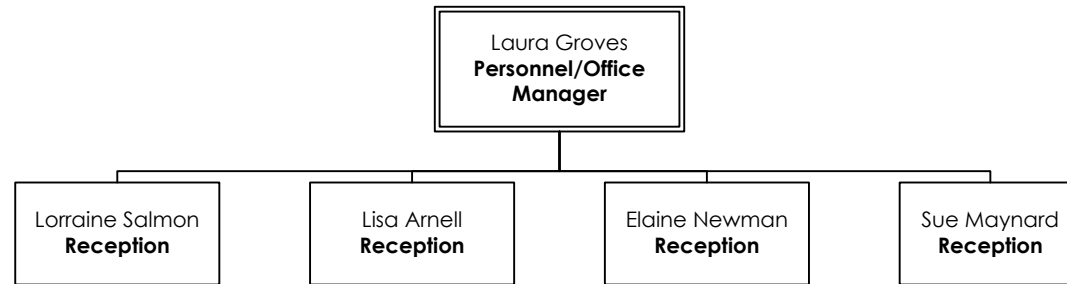 Laura Groves
Personnel/Office
Manager
Lorraine Salmon
Reception
Lisa Arnell
Reception
Elaine Newman
Reception
Sue Maynard
Reception